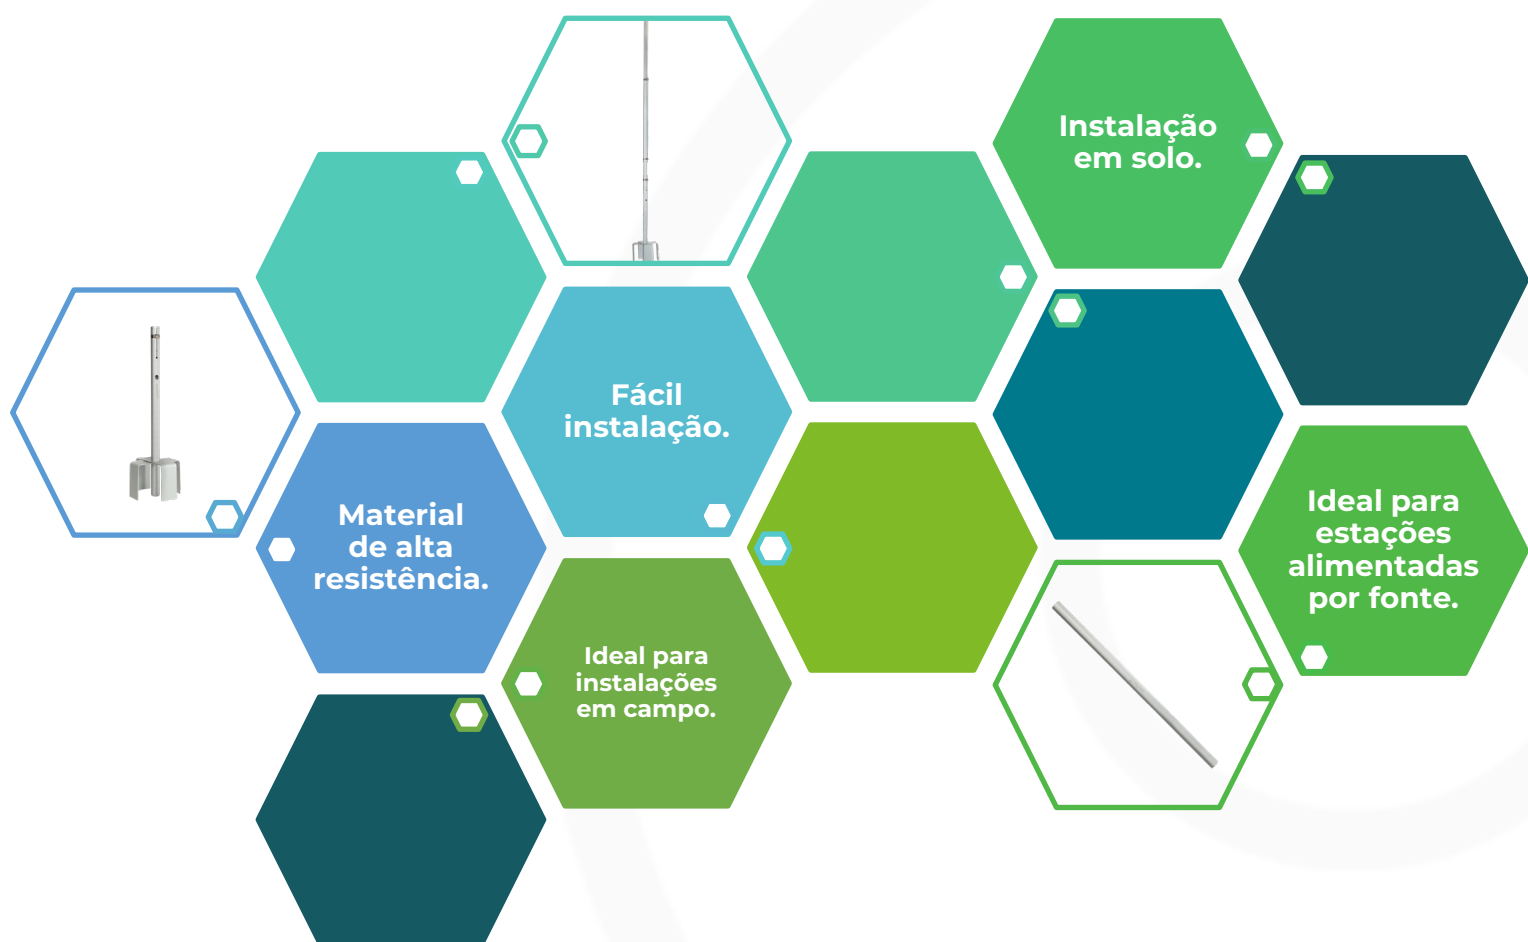 Instalação
em solo.
Fácil
instalação.
Material
de alta
resistência.
Ideal para
estações
alimentadas
por fonte.
Ideal para
instalações
em campo.